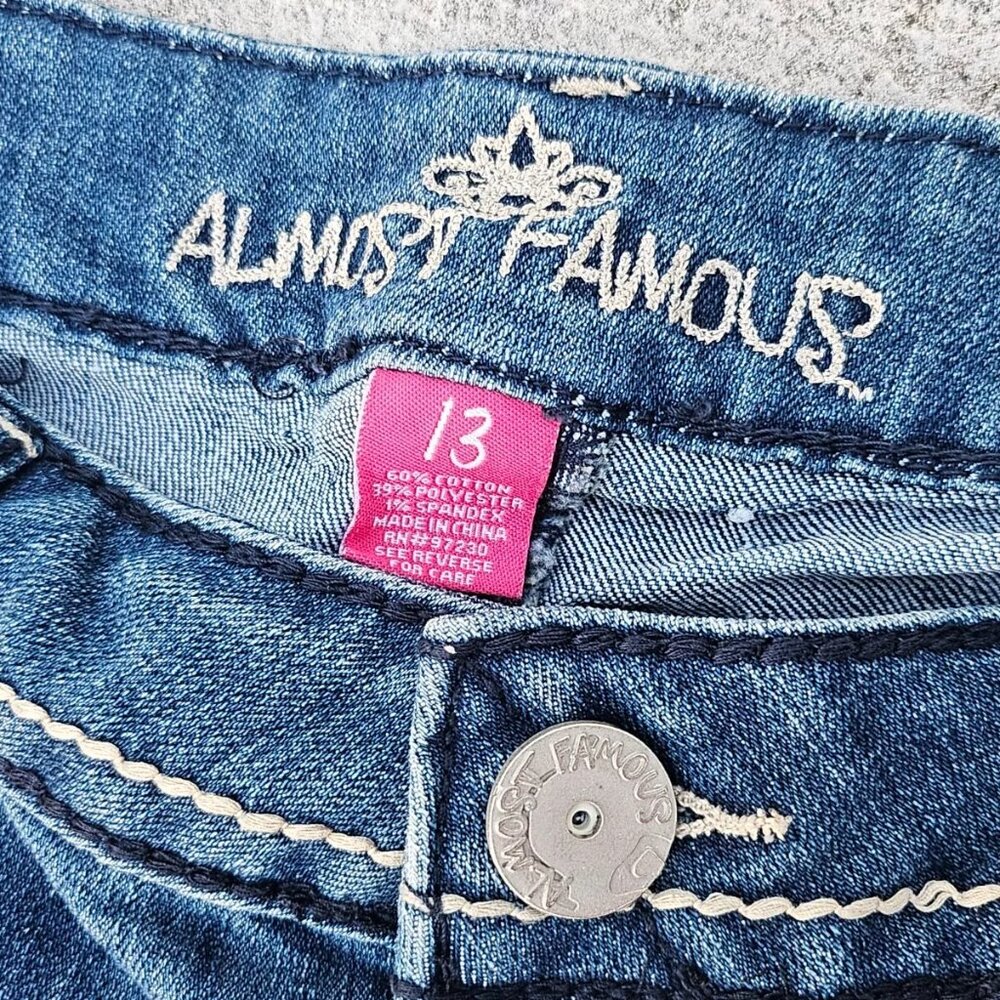 ALMOST FAMOUS
TM
13
60% COTTON
39% POLYESTER
1% SPANDEX
MADE IN CHINA
RN#97230
SEE REVERSE
FOR CARE
ALMOST FAMOUS